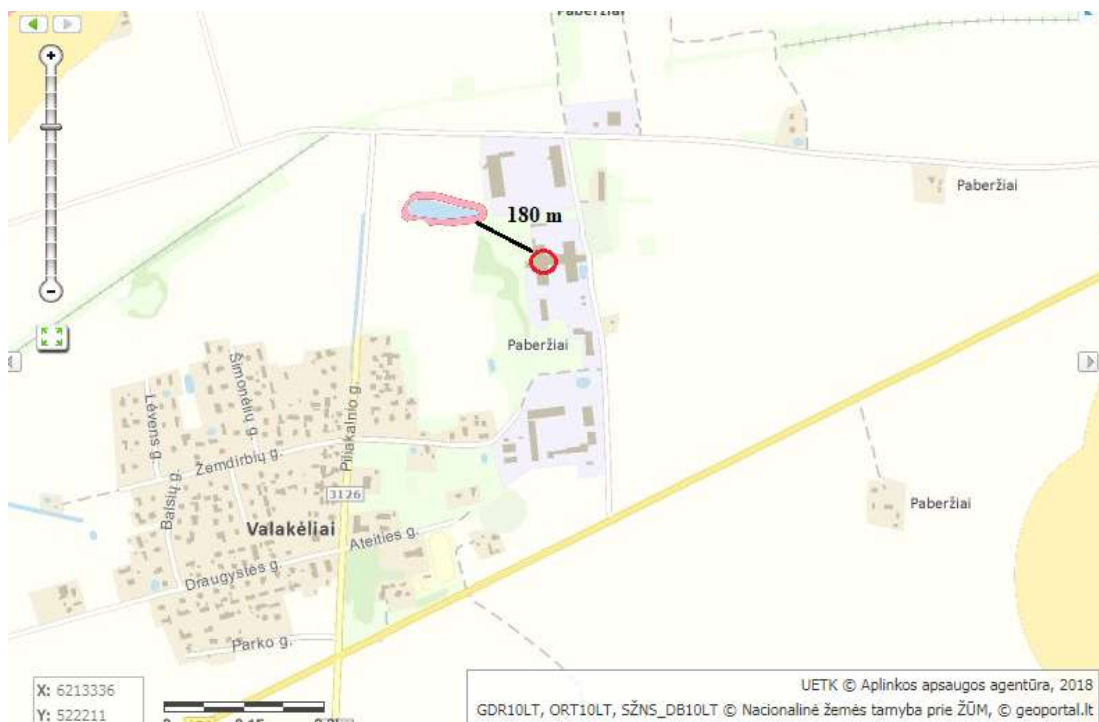 Paberžiai
Paberžiai
180 m
Paberžiai
Šimonėlių g.
Lėvens g.
Piliakalnio g.
Žemdirbių g.
Balsių g.
3126
Paberžiai
Valakėliai
Ateities g.
Draugystės g.
Parko g.
X: 6213336
Y: 522211
UETK © Aplinkos apsaugos agentūra, 2018
GDR10LT, ORT10LT, SŽNS_DB10LT © Nacionalinė žemės tarnyba prie ŽŪM, © geoportal.lt